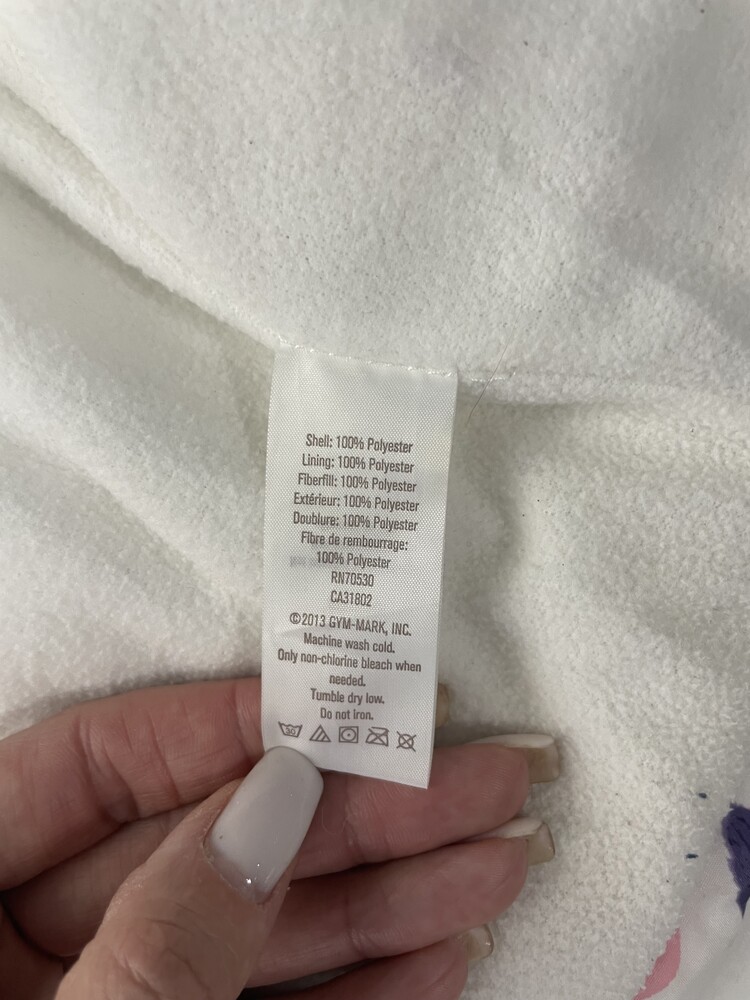 Shell: 100% Polyester
Lining: 100% Polyester
Fiberfill: 100% Polyester
Extérieur: 100% Polyester
Doublure: 100% Polyester
Fibre de rembourrage:
100% Polyester
RN70530
CA31802
©2013 GYM-MARK, INC.
Machine wash cold.
Only non-chlorine bleach when
needed.
Tumble dry low.
Do not iron.
30